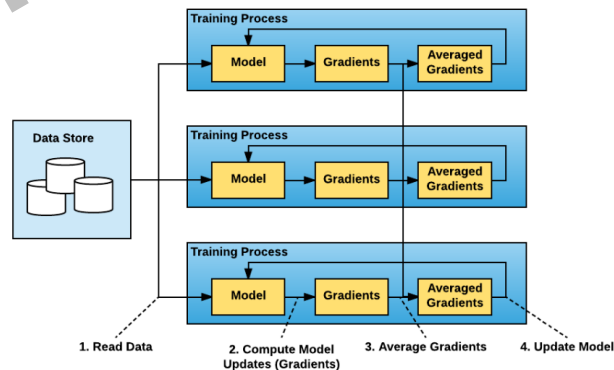 Training Process
Model
Gradients
Averaged
Gradients
Data Store
Training Process
Model
Gradients
Averaged
Gradients
Training Process
Model
Gradients
Averaged
Gradients
1. Read Data
2. Compute Model
Updates (Gradients)
3. Average Gradients
4. Update Model